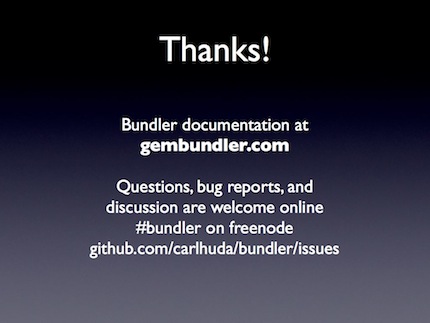 Thanks!
Bundler documentation at
gembundler.com
Questions, bug reports, and
discussion are welcome online
#bundler on freenode
github.com/carlhuda/bundler/issues